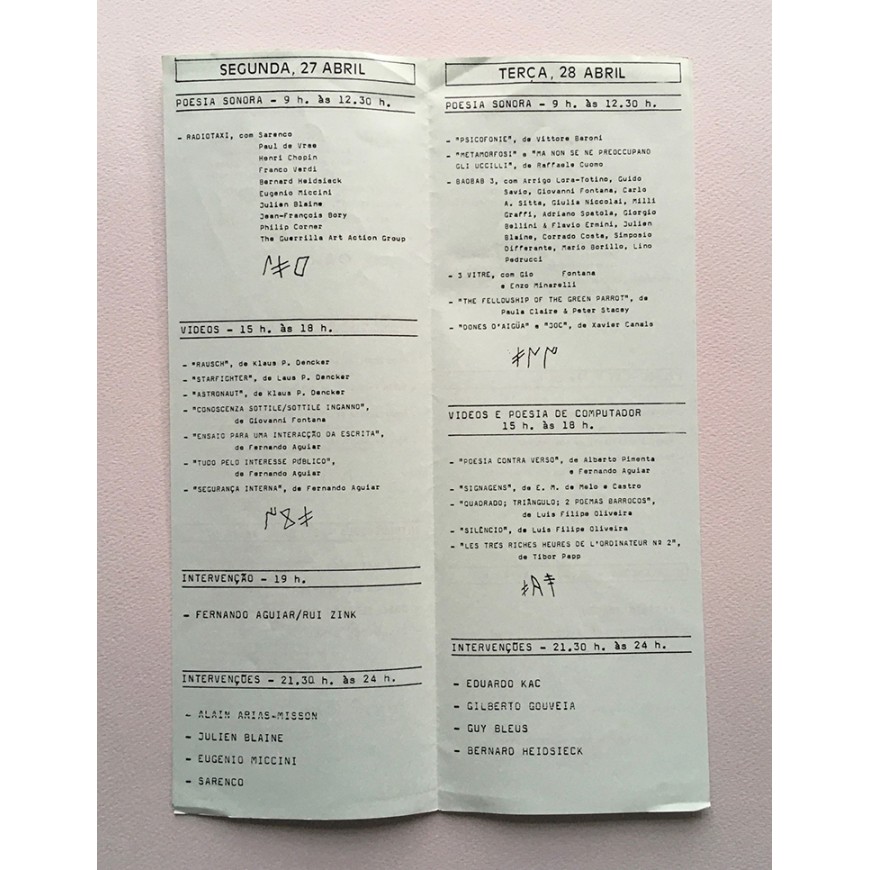 SEGUNDA, 27 ABRIL
POESIA SONORA - 9 h. às 12.30 h.
- RADIOTAXI, com Sarenco
Paul de Vree
Henri Chopin
Franco Verdi
Bernard Heidsieck
Eugenio Miccini
Julien Blaine
Jean-François Bory
Philip Corner
The Guerrilla Art Action Group
VIDEOS - 15 h. às 18 h.
- "RAUSCH", de Klaus P. Dencker
- "STARFIGHTER", de Laus P. Dencker
- "ASTRONAUT", de Klaus P. Dencker
- "CONOSCENZA SOTTILE/SOTTILE INGANNO",
de Giovanni Fontana
- "ENSAIO PARA UMA INTERACÇÃO DA ESCRITA",
de Fernando Aguiar
- "TUDO PELO INTERESSE PÚBLICO",
de Fernando Aguiar
- "SEGURANÇA INTERNA", de Fernando Aguiar
INTERVENÇÃO - 19 h.
- FERNANDO AGUIAR/RUI ZINK
INTERVENÇÕES - 21.30 h. às 24 h.
- ALAIN ARIAS-MISSON
- JULIEN BLAINE
- EUGENIO MICCINI
- SARENCO
TERÇA, 28 ABRIL
POESIA SONORA - 9 h. às 12.30 h.
- "PSICOFONIE", de Vittore Baroni
- "METAMORFOSI" e "MA NON SE NE PREOCCUPANO
GLI UCCILLI", de Raffaele Cuomo
- BAOBAB 3, com Arrigo Lora-Totino, Guido
Savio, Giovanni Fontana, Carlo
A. Sitta, Giulia Niccolai, Milli
Graffi, Adriano Spatola, Giorgio
Bellini & Flavio Ermini, Julien
Blaine, Corrado Costa, Simposio
Differante, Mario Borillo, Lino
Pedrucci
- 3 VITRE, com Gio Fontana
e Enzo Minarelli
- "THE FELLOUSHIP OF THE GREEN PARROT", de
Paula Claire & Peter Stacey
- "DONES D'AIGÜA" e "JOC", de Xavier Canals
VIDEOS E POESIA DE COMPUTADOR
15 h. às 18 h.
- "POESIA CONTRA VERSO", de Alberto Pimenta
e Fernando Aguiar
- "SIGNAGENS", de E. M. de Melo e Castro
- "QUADRADO; TRIÂNGULO; 2 POEMAS BARROCOS",
de Luis Filipe Oliveira
- "SILÊNCIO", de Luis Filipe Oliveira
- "LES TRES RICHES HEURES DE L'ORDINATEUR Nº 2",
de Tibor Papp
INTERVENÇÕES - 21.30 h. às 24 h.
- EDUARDO KAC
- GILBERTO GOUVEIA
- GUY BLEUS
- BERNARD HEIDSIECK